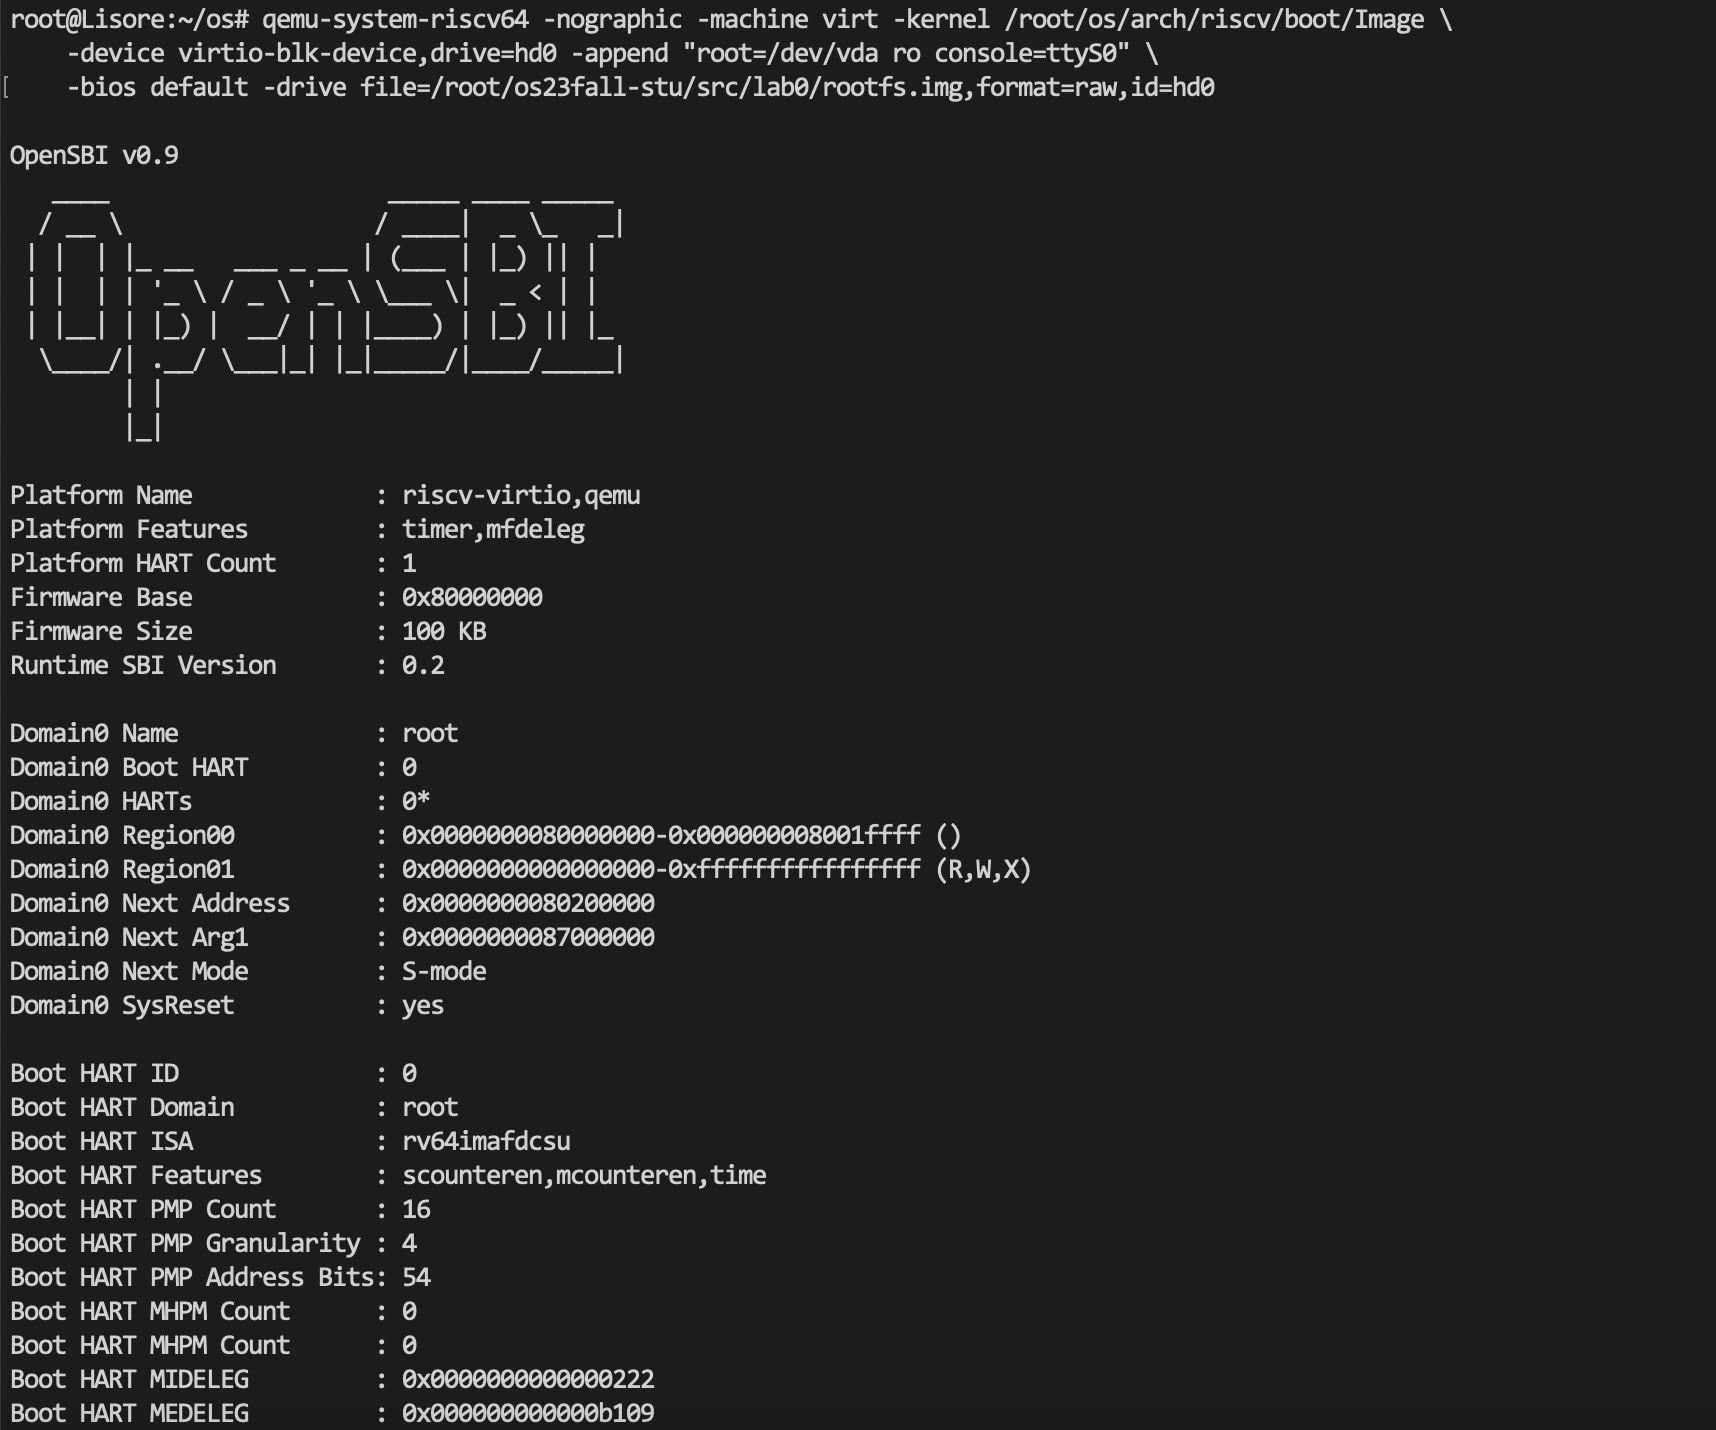 root@Lisore:~/os# qemu-system-riscv64 -nographic -machine virt -kernel /root/os/arch/riscv/boot/Image \
    -device virtio-blk-device,drive=hd0 -append "root=/dev/vda ro console=ttyS0" \
[    -bios default -drive file=/root/os23fall-stu/src/lab0/rootfs.img,format=raw,id=hd0

OpenSBI v0.9
   ____                    _____ ____ _____
  / __ \                  / ____|  _ \_   _|
 | |  | |_ __   ___ _ __ | (___ | |_) || |
 | |  | | '_ \ / _ \ '_ \ \___ \|  _ < | |
 | |__| | |_) |  __/ | | |____) | |_) || |_
  \____/| .__/ \___|_| |_|_____/|____/_____|
        | |
        |_|

Platform Name             : riscv-virtio,qemu
Platform Features         : timer,mfdeleg
Platform HART Count       : 1
Firmware Base             : 0x80000000
Firmware Size             : 100 KB
Runtime SBI Version       : 0.2

Domain0 Name              : root
Domain0 Boot HART         : 0
Domain0 HARTs             : 0*
Domain0 Region00          : 0x0000000080000000-0x000000008001ffff ()
Domain0 Region01          : 0x0000000000000000-0xffffffffffffffff (R,W,X)
Domain0 Next Address      : 0x0000000080200000
Domain0 Next Arg1         : 0x0000000087000000
Domain0 Next Mode         : S-mode
Domain0 SysReset          : yes

Boot HART ID              : 0
Boot HART Domain          : root
Boot HART ISA             : rv64imafdcsu
Boot HART Features        : scounteren,mcounteren,time
Boot HART PMP Count       : 16
Boot HART PMP Granularity : 4
Boot HART PMP Address Bits: 54
Boot HART MHPM Count      : 0
Boot HART MHPM Count      : 0
Boot HART MIDELEG         : 0x0000000000000222
Boot HART MEDELEG         : 0x000000000000b109